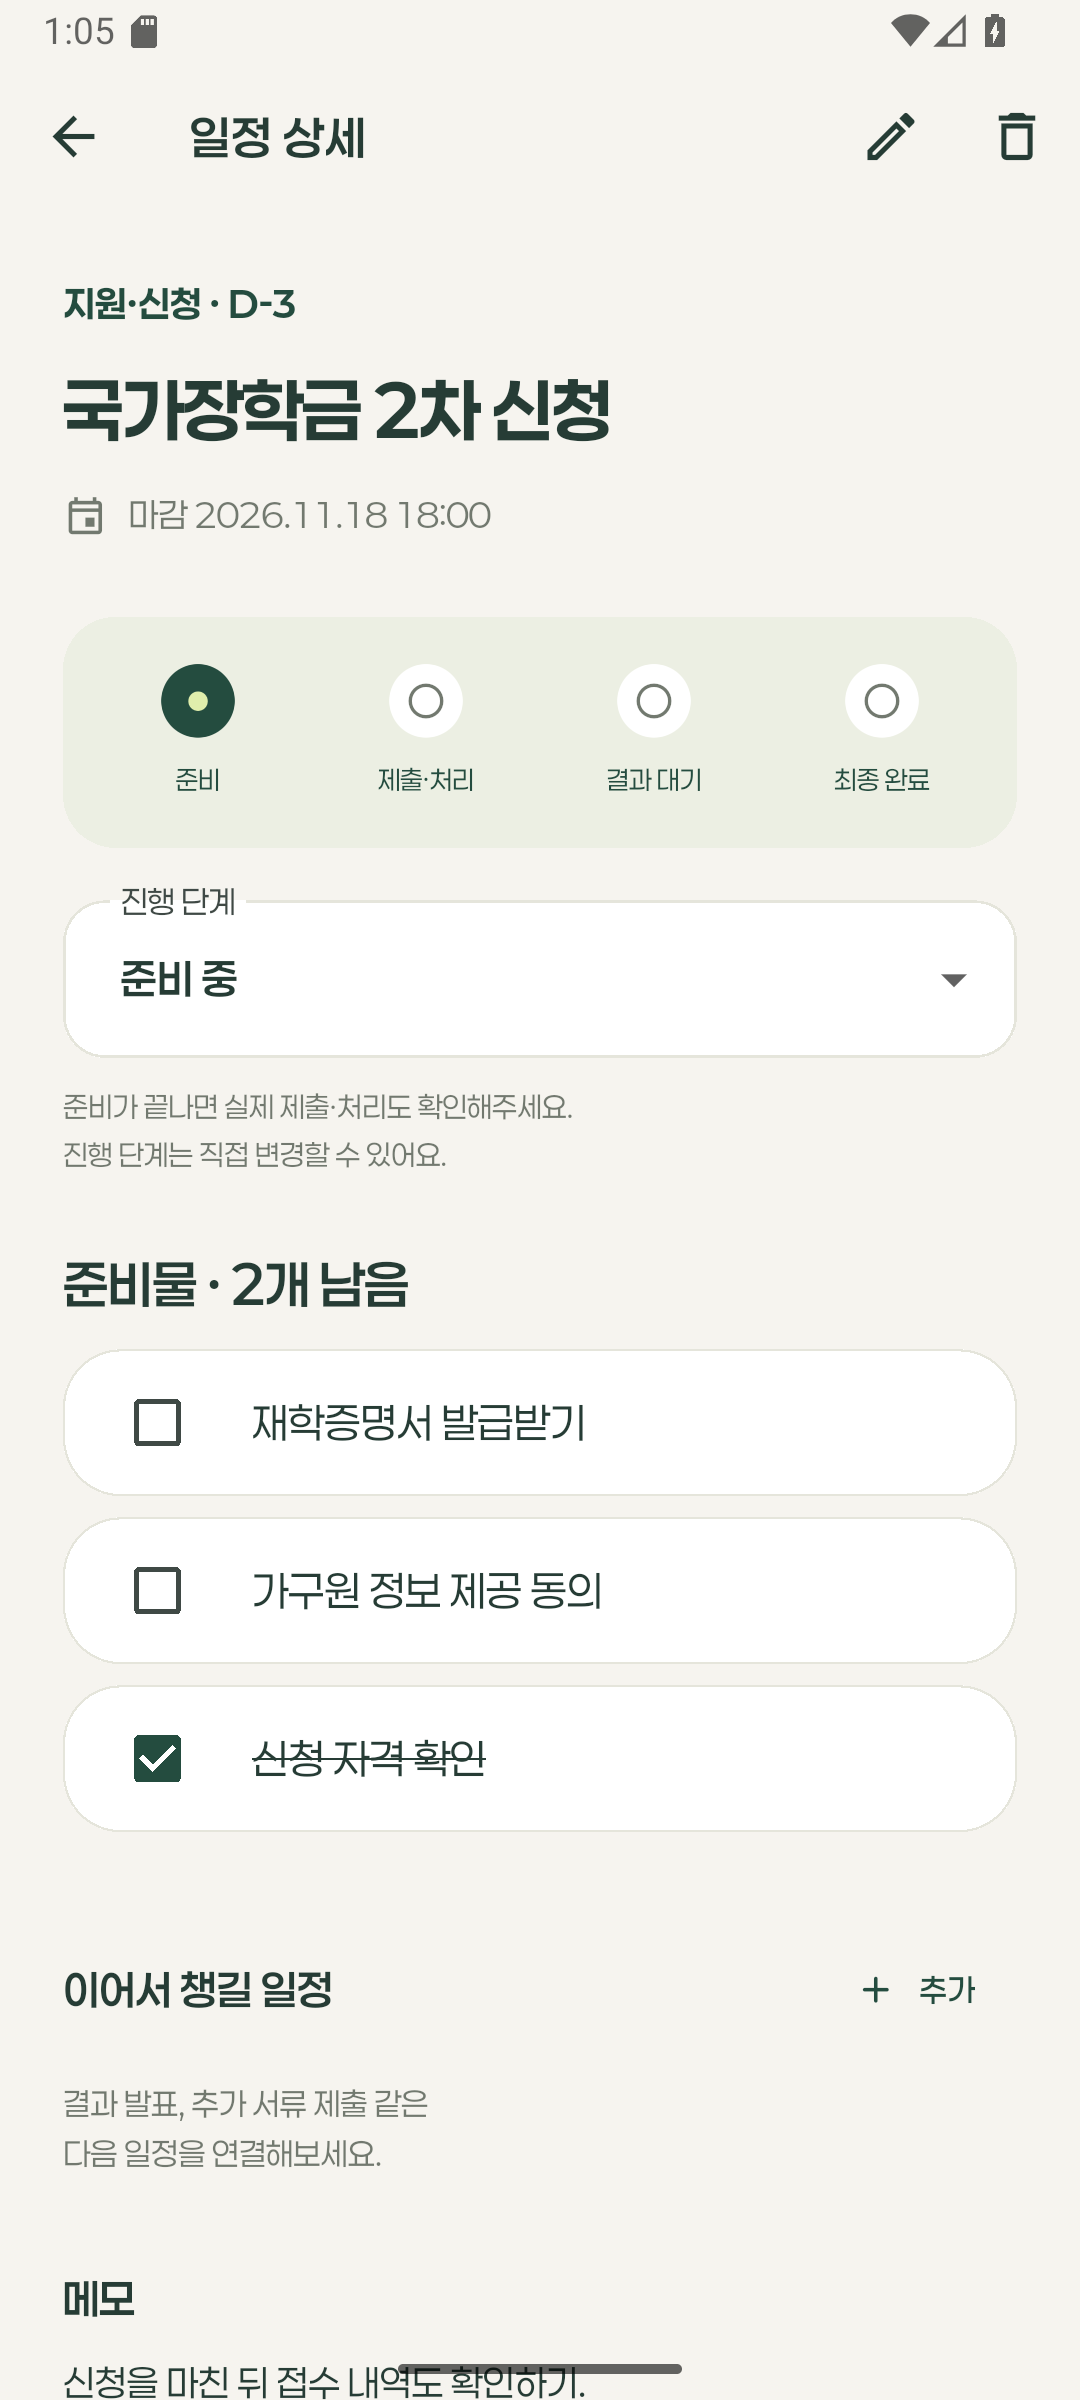 1:05
일정 상세
지원·신청 · D-3
국가장학금 2차 신청
마감 2026.11.18 18:00
준비
제출·처리
결과 대기
최종 완료
진행 단계
준비 중
준비가 끝나면 실제 제출·처리도 확인해주세요.
진행 단계는 직접 변경할 수 있어요.
준비물 · 2개 남음
재학증명서 발급받기
가구원 정보 제공 동의
신청 자격 확인
이어서 챙길 일정
추가
결과 발표, 추가 서류 제출 같은
다음 일정을 연결해보세요.
메모
신청을 마친 뒤 접수 내역도 확인하기.